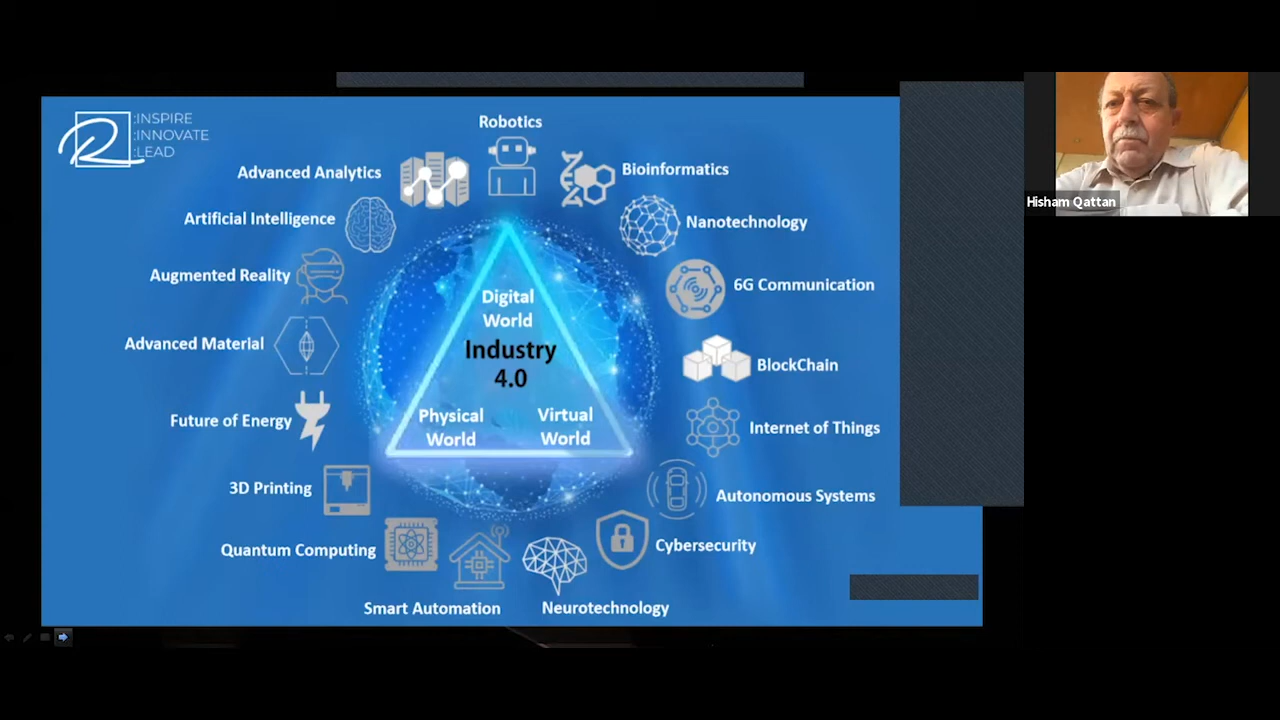 :INSPIRE
:INNOVATE
:LEAD
Robotics
Advanced Analytics
Bioinformatics
Artificial Intelligence
Nanotechnology
Augmented Reality
6G Communication
Digital
World
Industry
4.0
Advanced Material
BlockChain
Future of Energy
Physical
World
Virtual
World
Internet of Things
3D Printing
Autonomous Systems
Quantum Computing
Cybersecurity
Smart Automation
Neurotechnology
Hisham Qattan